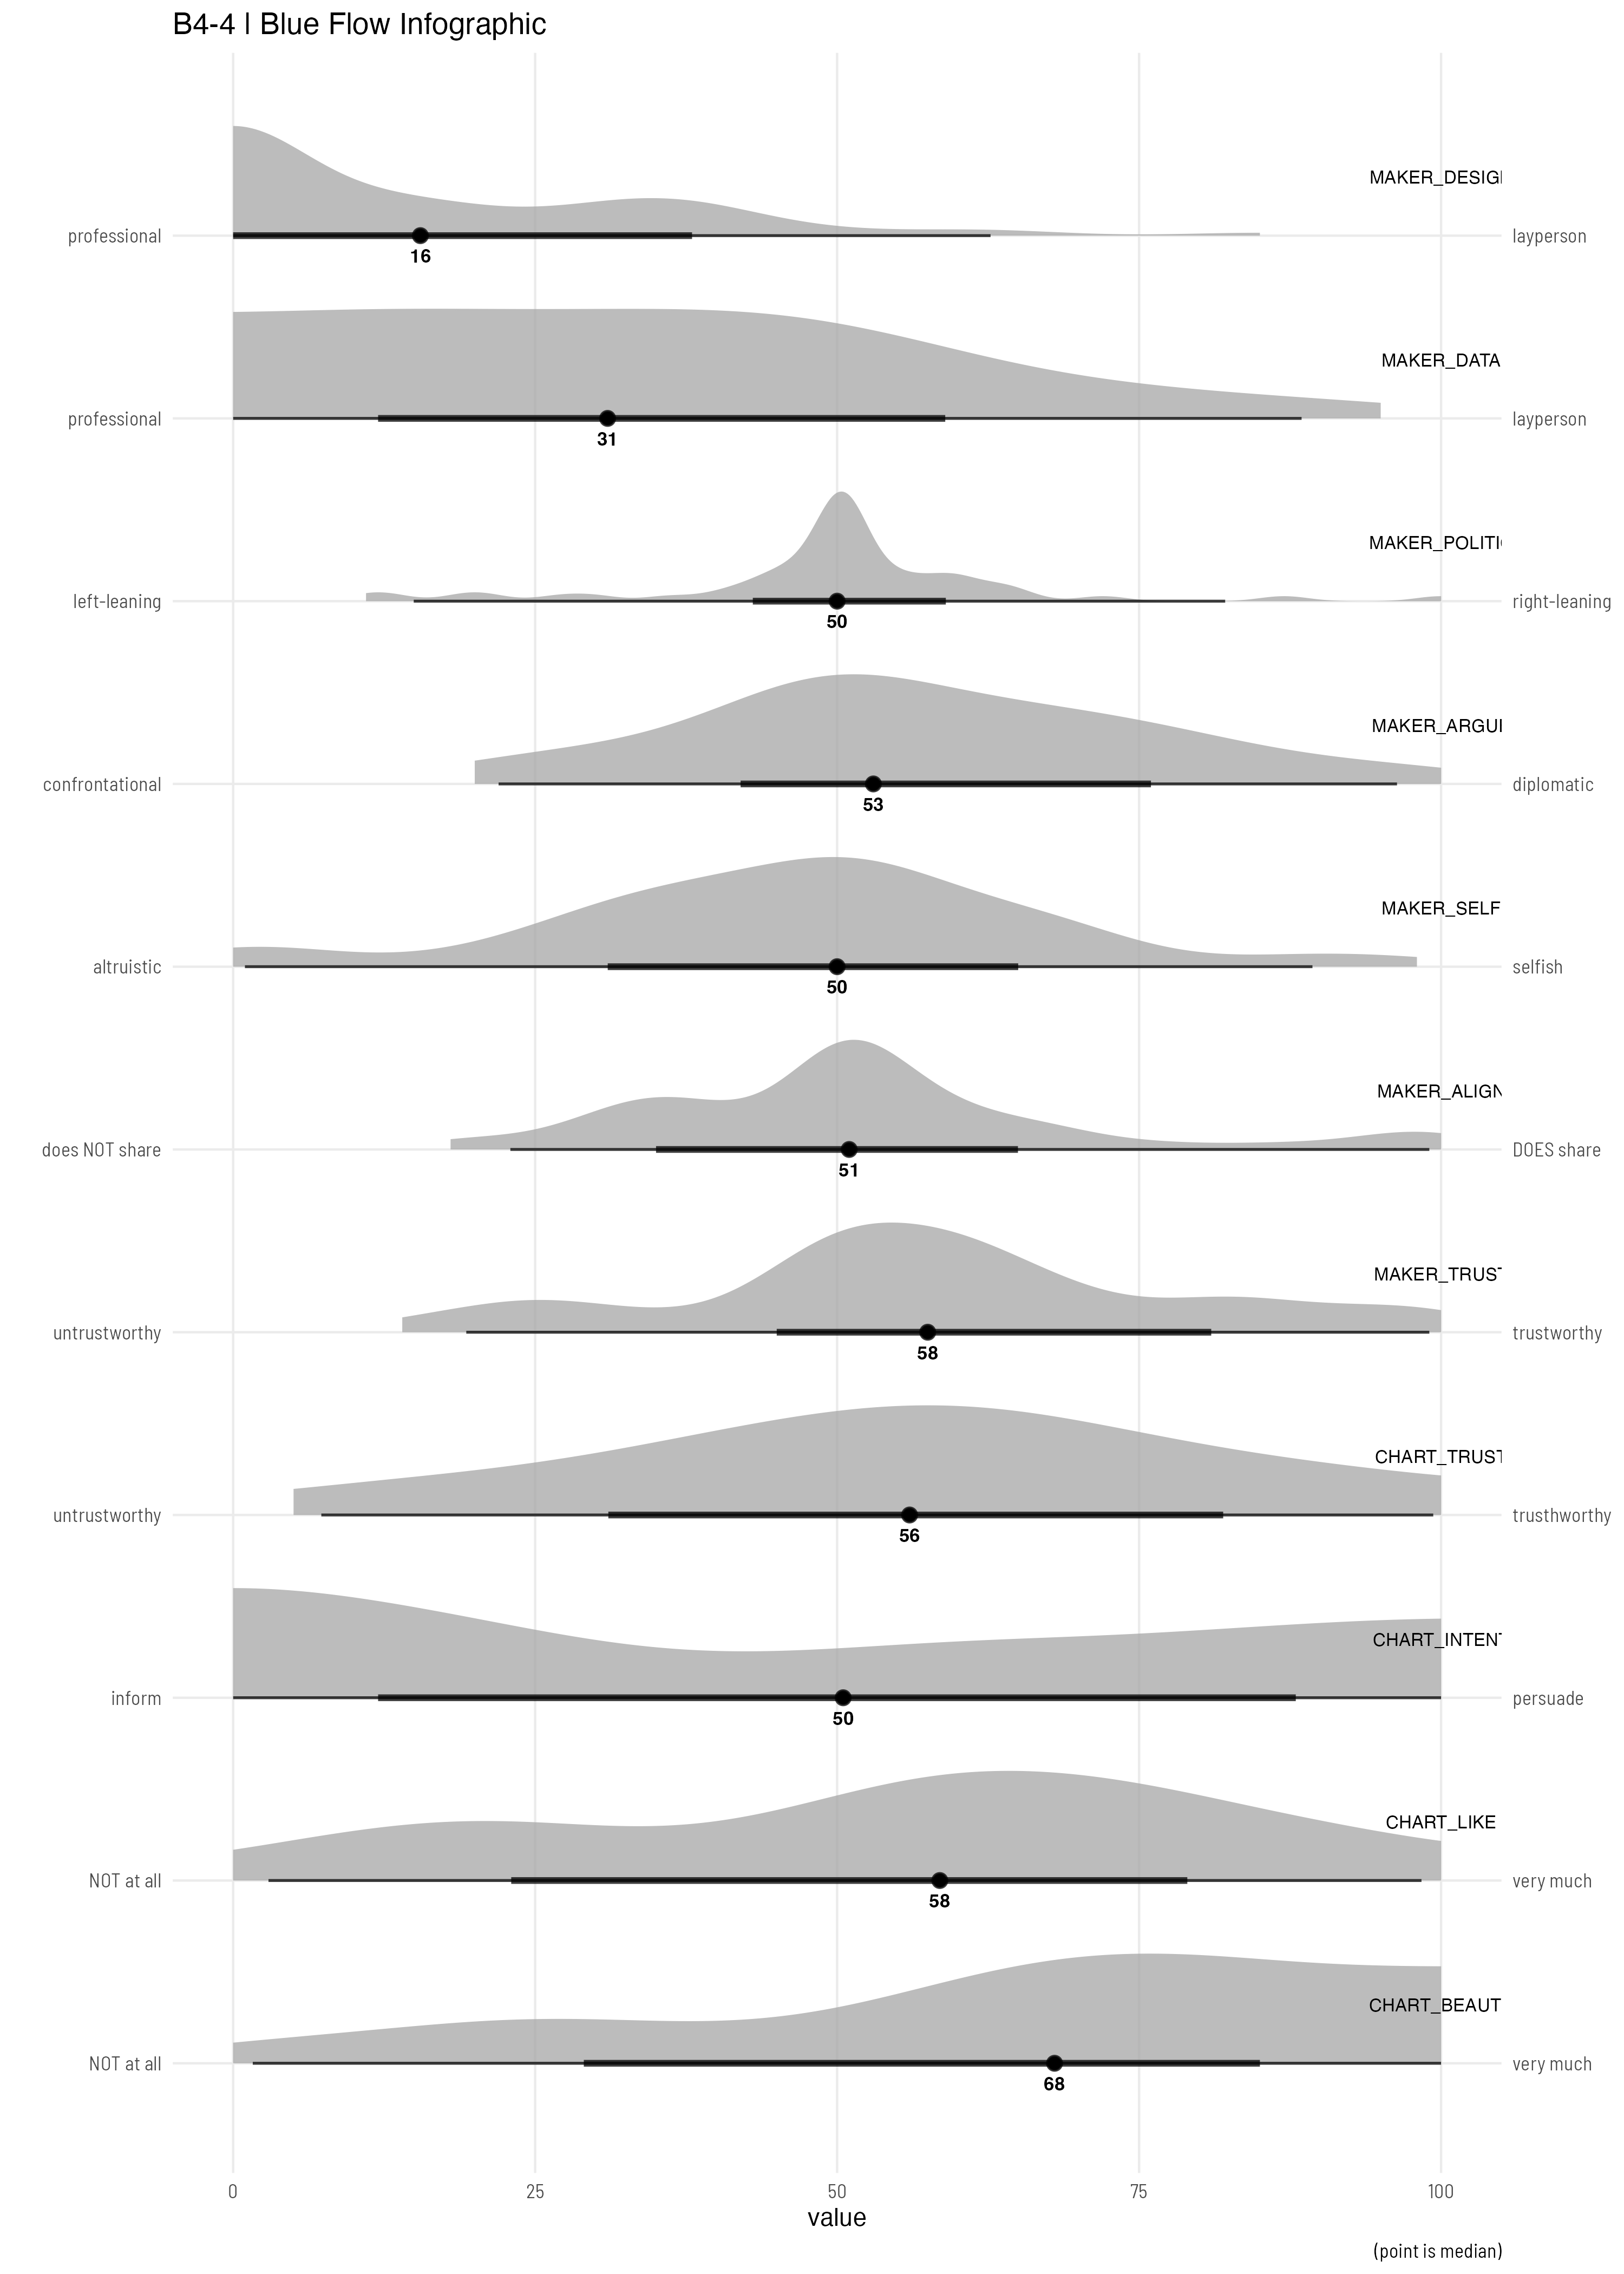 B4-4 | Blue Flow Infographic
MAKER_DESIG
professional
layperson
16
MAKER_DATA
professional
layperson
31
MAKER_POLITI
left-leaning
right-leaning
50
MAKER_ARGU
confrontational
diplomatic
53
MAKER_SELF
altruistic
selfish
50
MAKER_ALIGN
does NOT share
DOES share
51
MAKER_TRUST
untrustworthy
trustworthy
58
CHART_TRUST
untrustworthy
trusthworthy
56
CHART_INTENT
inform
persuade
50
CHART_LIKE
NOT at all
very much
58
CHART_BEAUT
NOT at all
very much
68
0 25 50 75 100
value
(point is median)